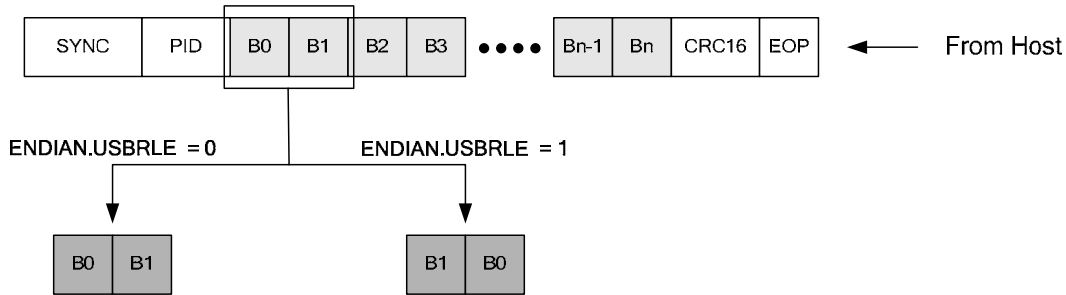 SYNC PID B0 B1 B2 B3 •••• Bn-1 Bn CRC16 EOP From Host
ENDIAN.USBRLE = 0 ENDIAN.USBRLE = 1
B0 B1 B1 B0